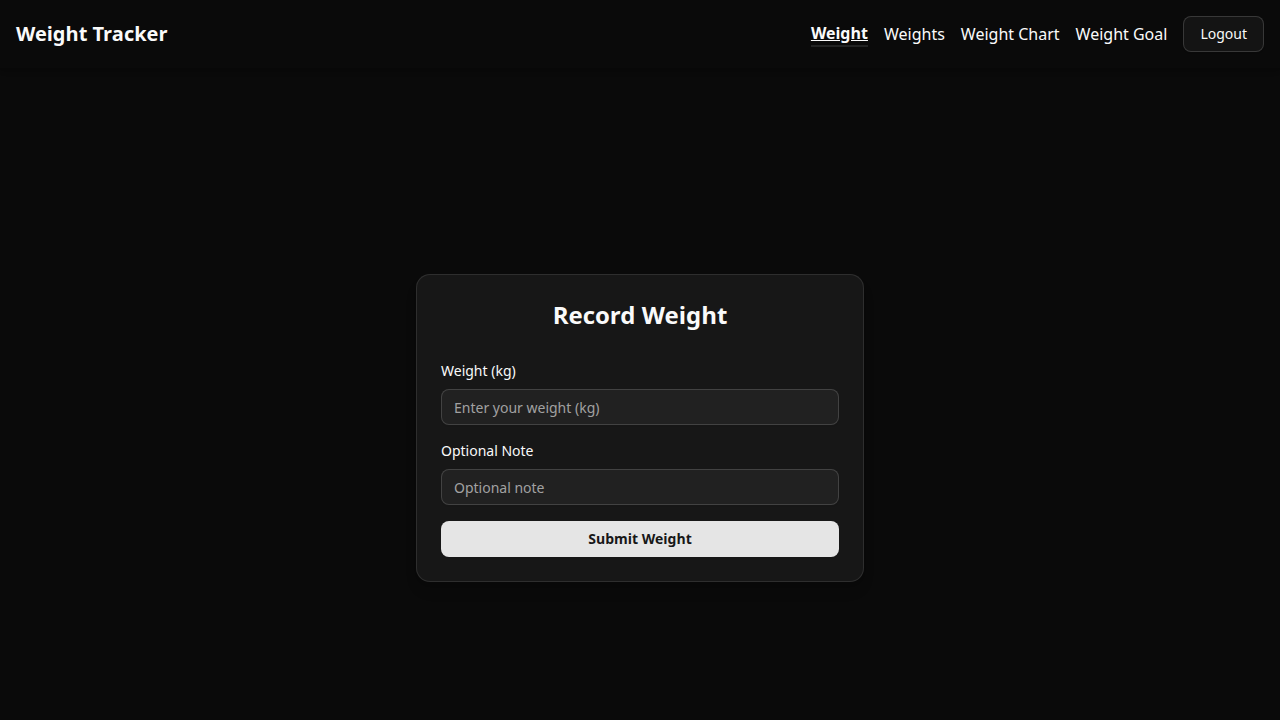 Weight Tracker
Weight Weights Weight Chart Weight Goal Logout
Record Weight
Weight (kg)
Enter your weight (kg)
Optional Note
Optional note
Submit Weight